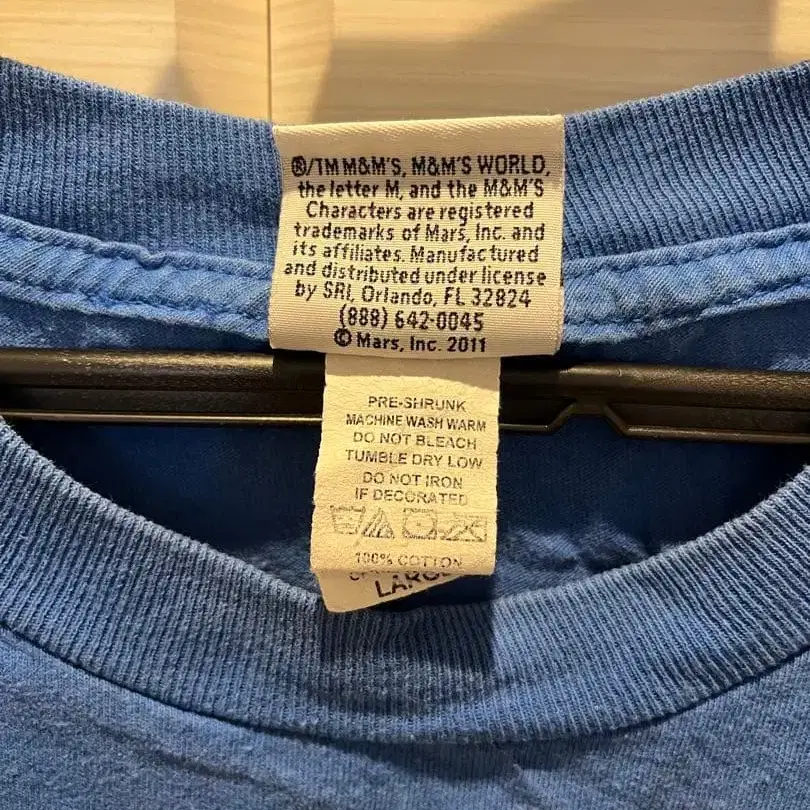 ®/TM M&M'S, M&M'S WORLD,
the letter M, and the M&M'S
Characters are registered
trademarks of Mars, Inc. and
its affiliates. Manufactured
and distributed under license
by SRI, Orlando, FL 32824
(888) 642-0045
© Mars, Inc. 2011
PRE-SHRUNK
MACHINE WASH WARM
DO NOT BLEACH
TUMBLE DRY LOW
DO NOT IRON
IF DECORATED
100% COTTON
LARGE